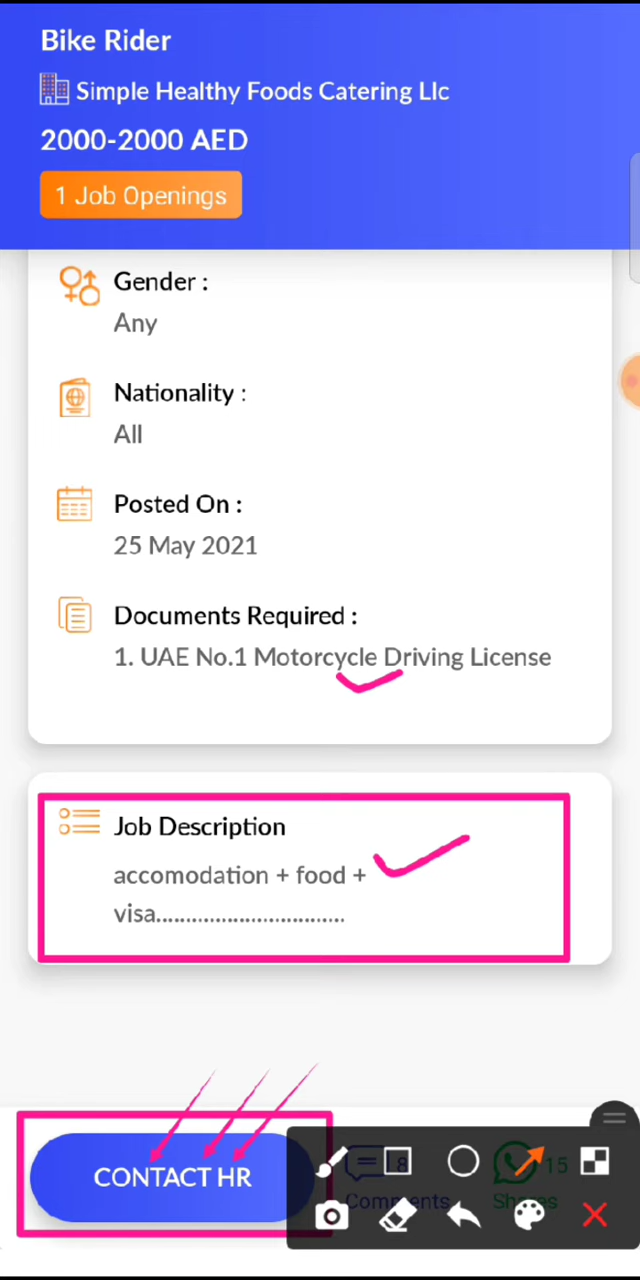 Bike Rider
Simple Healthy Foods Catering Llc
2000-2000 AED
1 Job Openings
Gender :
Any
Nationality :
All
Posted On :
25 May 2021
Documents Required :
1. UAE No.1 Motorcycle Driving License
Job Description
accomodation + food +
visa................................
CONTACT HR
8
15
Comments
Shares